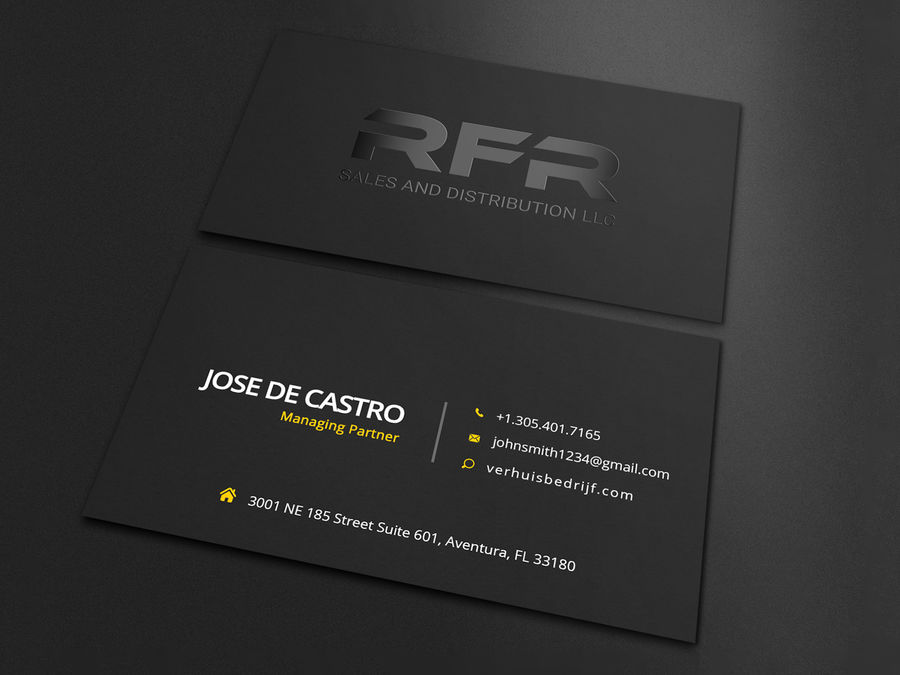 RFR
SALES AND DISTRIBUTION LLC
JOSE DE CASTRO
Managing Partner
+1.305.401.7165
johnsmith1234@gmail.com
verhuisbedrijf.com
3001 NE 185 Street Suite 601, Aventura, FL 33180